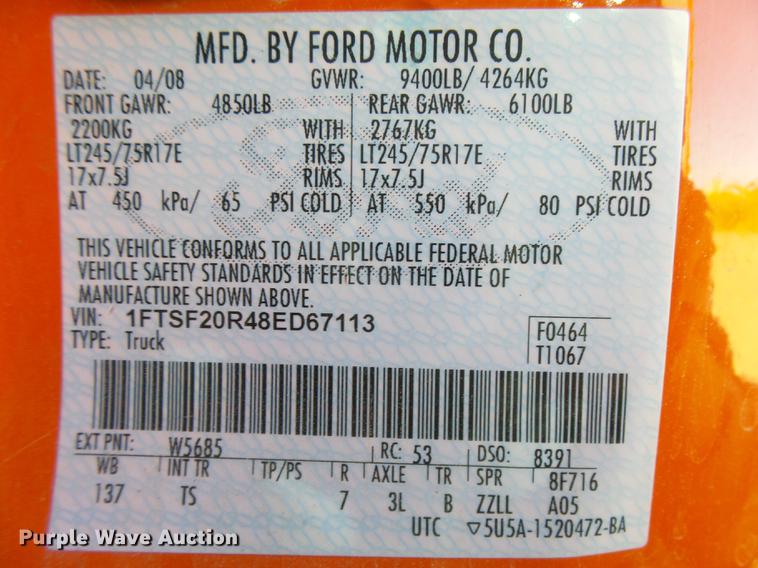 MFD. BY FORD MOTOR CO.
DATE: 04/08 GVWR: 9400LB/ 4264KG
FRONT GAWR: 4850LB REAR GAWR: 6100LB
2200KG WITH 2767KG WITH
LT245/75R17E TIRES LT245/75R17E TIRES
17x7.5J RIMS 17x7.5J RIMS
AT 450 kPa/ 65 PSI COLD AT 550 kPa/ 80 PSI COLD
THIS VEHICLE CONFORMS TO ALL APPLICABLE FEDERAL MOTOR
VEHICLE SAFETY STANDARDS IN EFFECT ON THE DATE OF
MANUFACTURE SHOWN ABOVE.
VIN: 1FTSF20R48ED67113
TYPE: Truck
F0464
T1067
EXT PNT: W5685 RC: 53 DSO: 8391
WB INT TR TP/PS R AXLE TR SPR 8F716
137 TS 7 3L B ZZLL A05
UTC ▽5U5A-1520472-BA
Purple Wave Auction